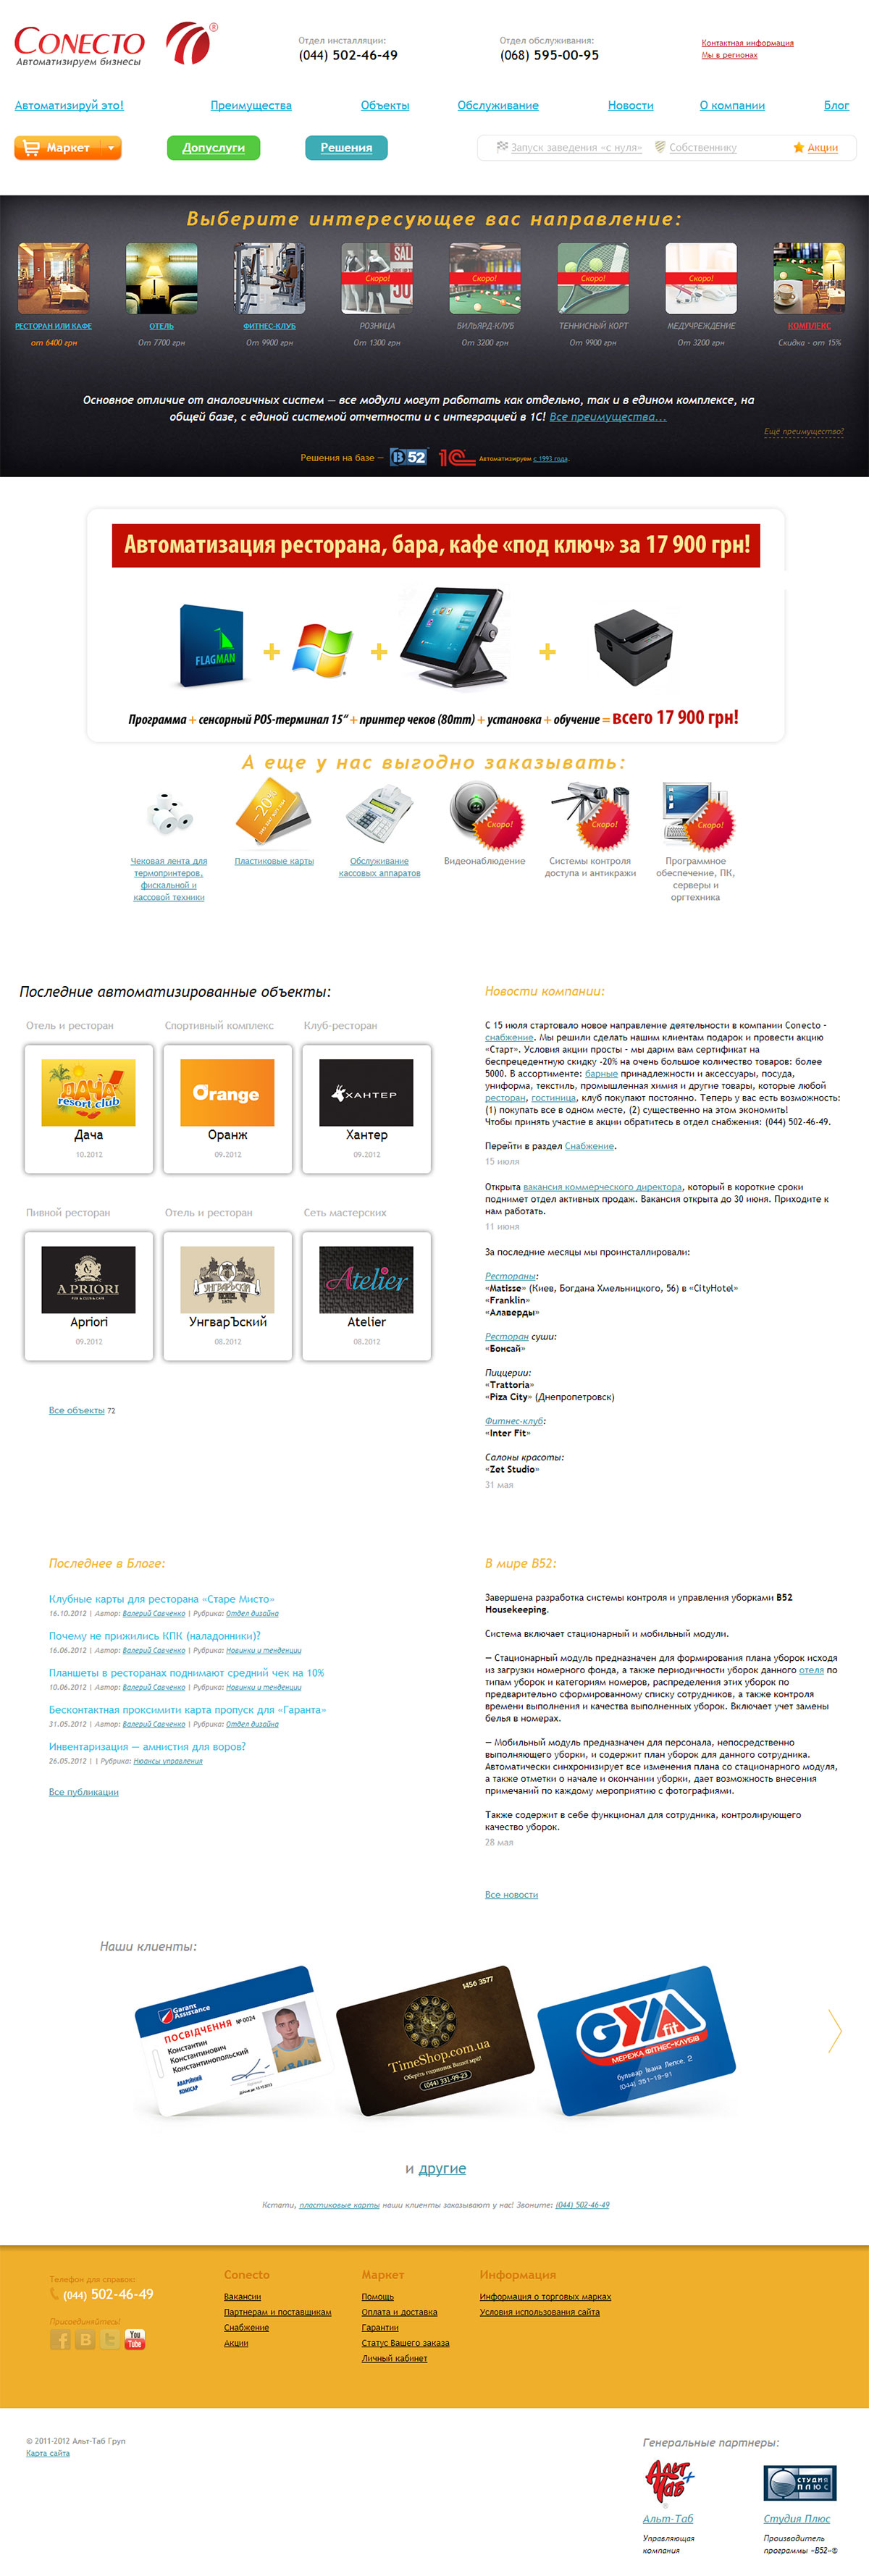 CONECTO ®
Автоматизируем бизнесы
Отдел инсталляции:
(044) 502-46-49
Отдел обслуживания:
(068) 595-00-95
Контактная информация
Мы в регионах
Автоматизируй это! Преимущества Объекты Обслуживание Новости О компании Блог
Маркет Допуслуги Решения Запуск заведения «с нуля» Собственнику Акции
Выберите интересующее вас направление:
SALE
Скоро! Скоро! Скоро! Скоро!
РЕСТОРАН ИЛИ КАФЕ ОТЕЛЬ ФИТНЕС-КЛУБ РОЗНИЦА БИЛЬЯРД-КЛУБ ТЕННИСНЫЙ КОРТ МЕДУЧРЕЖДЕНИЕ КОМПЛЕКС
от 6400 грн От 7700 грн От 9900 грн От 1300 грн От 3200 грн От 9900 грн От 3200 грн Скидка - от 15%
Основное отличие от аналогичных систем — все модули могут работать как отдельно, так и в едином комплексе, на
общей базе, с единой системой отчетности и с интеграцией в 1С! Все преимущества...
Ещё преимущество?
Решения на базе — B52 1С Автоматизируем с 1993 года.
Автоматизация ресторана, бара, кафе «под ключ» за 17 900 грн!
FLAGMAN + + +
Программа + сенсорный POS-терминал 15” + принтер чеков (80mm) + установка + обучение = всего 17 900 грн!
А еще у нас выгодно заказывать:
-20%
Скоро! Скоро! Скоро!
Чековая лента для
термопринтеров,
фискальной и
кассовой техники
Пластиковые карты
Обслуживание
кассовых аппаратов
Видеонаблюдение
Системы контроля
доступа и антикражи
Программное
обеспечение, ПК,
серверы и
оргтехника
Последние автоматизированные объекты:
Отель и ресторан Спортивный комплекс Клуб-ресторан
ДАЧА
resort club
Orange
ХАНТЕР
Дача Оранж Хантер
10.2012 09.2012 09.2012
Пивной ресторан Отель и ресторан Сеть мастерских
A PRIORI
УНГВАРЬСКИЙ
Atelier
Apriori УнгварЪский Atelier
09.2012 08.2012 08.2012
Все объекты 72
Новости компании:
С 15 июля стартовало новое направление деятельности в компании Conecto -
снабжение. Мы решили сделать нашим клиентам подарок и провести акцию
«Старт». Условия акции просты - мы дарим вам сертификат на
беспрецедентную скидку -20% на очень большое количество товаров: более
5000. В ассортименте: барные принадлежности и аксессуары, посуда,
униформа, текстиль, промышленная химия и другие товары, которые любой
ресторан, гостиница, клуб покупают постоянно. Теперь у вас есть возможность:
(1) покупать все в одном месте, (2) существенно на этом экономить!
Чтобы принять участие в акции обратитесь в отдел снабжения: (044) 502-46-49.
Перейти в раздел Снабжение.
15 июля
Открыта вакансия коммерческого директора, который в короткие сроки
поднимет отдел активных продаж. Вакансия открыта до 30 июня. Приходите к
нам работать.
11 июня
За последние месяцы мы проинсталлировали:
Рестораны:
«Matisse» (Киев, Богдана Хмельницкого, 56) в «CityHotel»
«Franklin»
«Алаверды»
Ресторан суши:
«Бонсай»
Пиццерии:
«Trattoria»
«Piza City» (Днепропетровск)
Фитнес-клуб:
«Inter Fit»
Салоны красоты:
«Zet Studio»
31 мая
Последнее в Блоге:
Клубные карты для ресторана «Старе Мисто»
16.10.2012 | Автор: Валерий Савченко | Рубрика: Отдел дизайна
Почему не прижились КПК (наладонники)?
16.06.2012 | Автор: Валерий Савченко | Рубрика: Новинки и тенденции
Планшеты в ресторанах поднимают средний чек на 10%
10.06.2012 | Автор: Валерий Савченко | Рубрика: Новинки и тенденции
Бесконтактная проксимити карта пропуск для «Гаранта»
31.05.2012 | Автор: Валерий Савченко | Рубрика: Отдел дизайна
Инвентаризация — амнистия для воров?
26.05.2012 | | Рубрика: Нюансы управления
Все публикации
В мире B52:
Завершена разработка системы контроля и управления уборками B52
Housekeeping.
Система включает стационарный и мобильный модули.
— Стационарный модуль предназначен для формирования плана уборок исходя
из загрузки номерного фонда, а также периодичности уборок данного отеля по
типам уборок и категориям номеров, распределения этих уборок по
предварительно сформированному списку сотрудников, а также контроля
времени выполнения и качества выполненных уборок. Включает учет замены
белья в номерах.
— Мобильный модуль предназначен для персонала, непосредственно
выполняющего уборки, и содержит план уборок для данного сотрудника.
Автоматически синхронизирует все изменения плана со стационарного модуля,
а также отметки о начале и окончании уборки, дает возможность внесения
примечаний по каждому мероприятию с фотографиями.
Также содержит в себе функционал для сотрудника, контролирующего
качество уборок.
28 мая
Все новости
Наши клиенты:
Garant
Assistance
ПОСВІДЧЕННЯ № 0024
Константин
Константинович
Константинопольский
АВАРІЙНИЙ
КОМІСАР
1456 3577
TimeShop.com.ua
Оберіть годинник Вашої мрії!
(044) 331-99-23
GYM fit
МЕРЕЖА ФІТНЕС-КЛУБІВ
бульвар Івана Лепсе, 2
(044) 351-19-91
и другие
Кстати, пластиковые карты наши клиенты заказывают у нас! Звоните: (044) 502-46-49
Телефон для справок:
(044) 502-46-49
Присоединяйтесь!
You Tube
Conecto
Вакансии
Партнерам и поставщикам
Снабжение
Акции
Маркет
Помощь
Оплата и доставка
Гарантии
Статус Вашего заказа
Личный кабинет
Информация
Информация о торговых марках
Условия использования сайта
© 2011-2012 Альт-Таб Груп
Карта сайта
Генеральные партнеры:
Альт Таб+
СТУДИЯ ПЛЮС
Альт-Таб
Управляющая
компания
Студия Плюс
Производитель
программы «B52»®